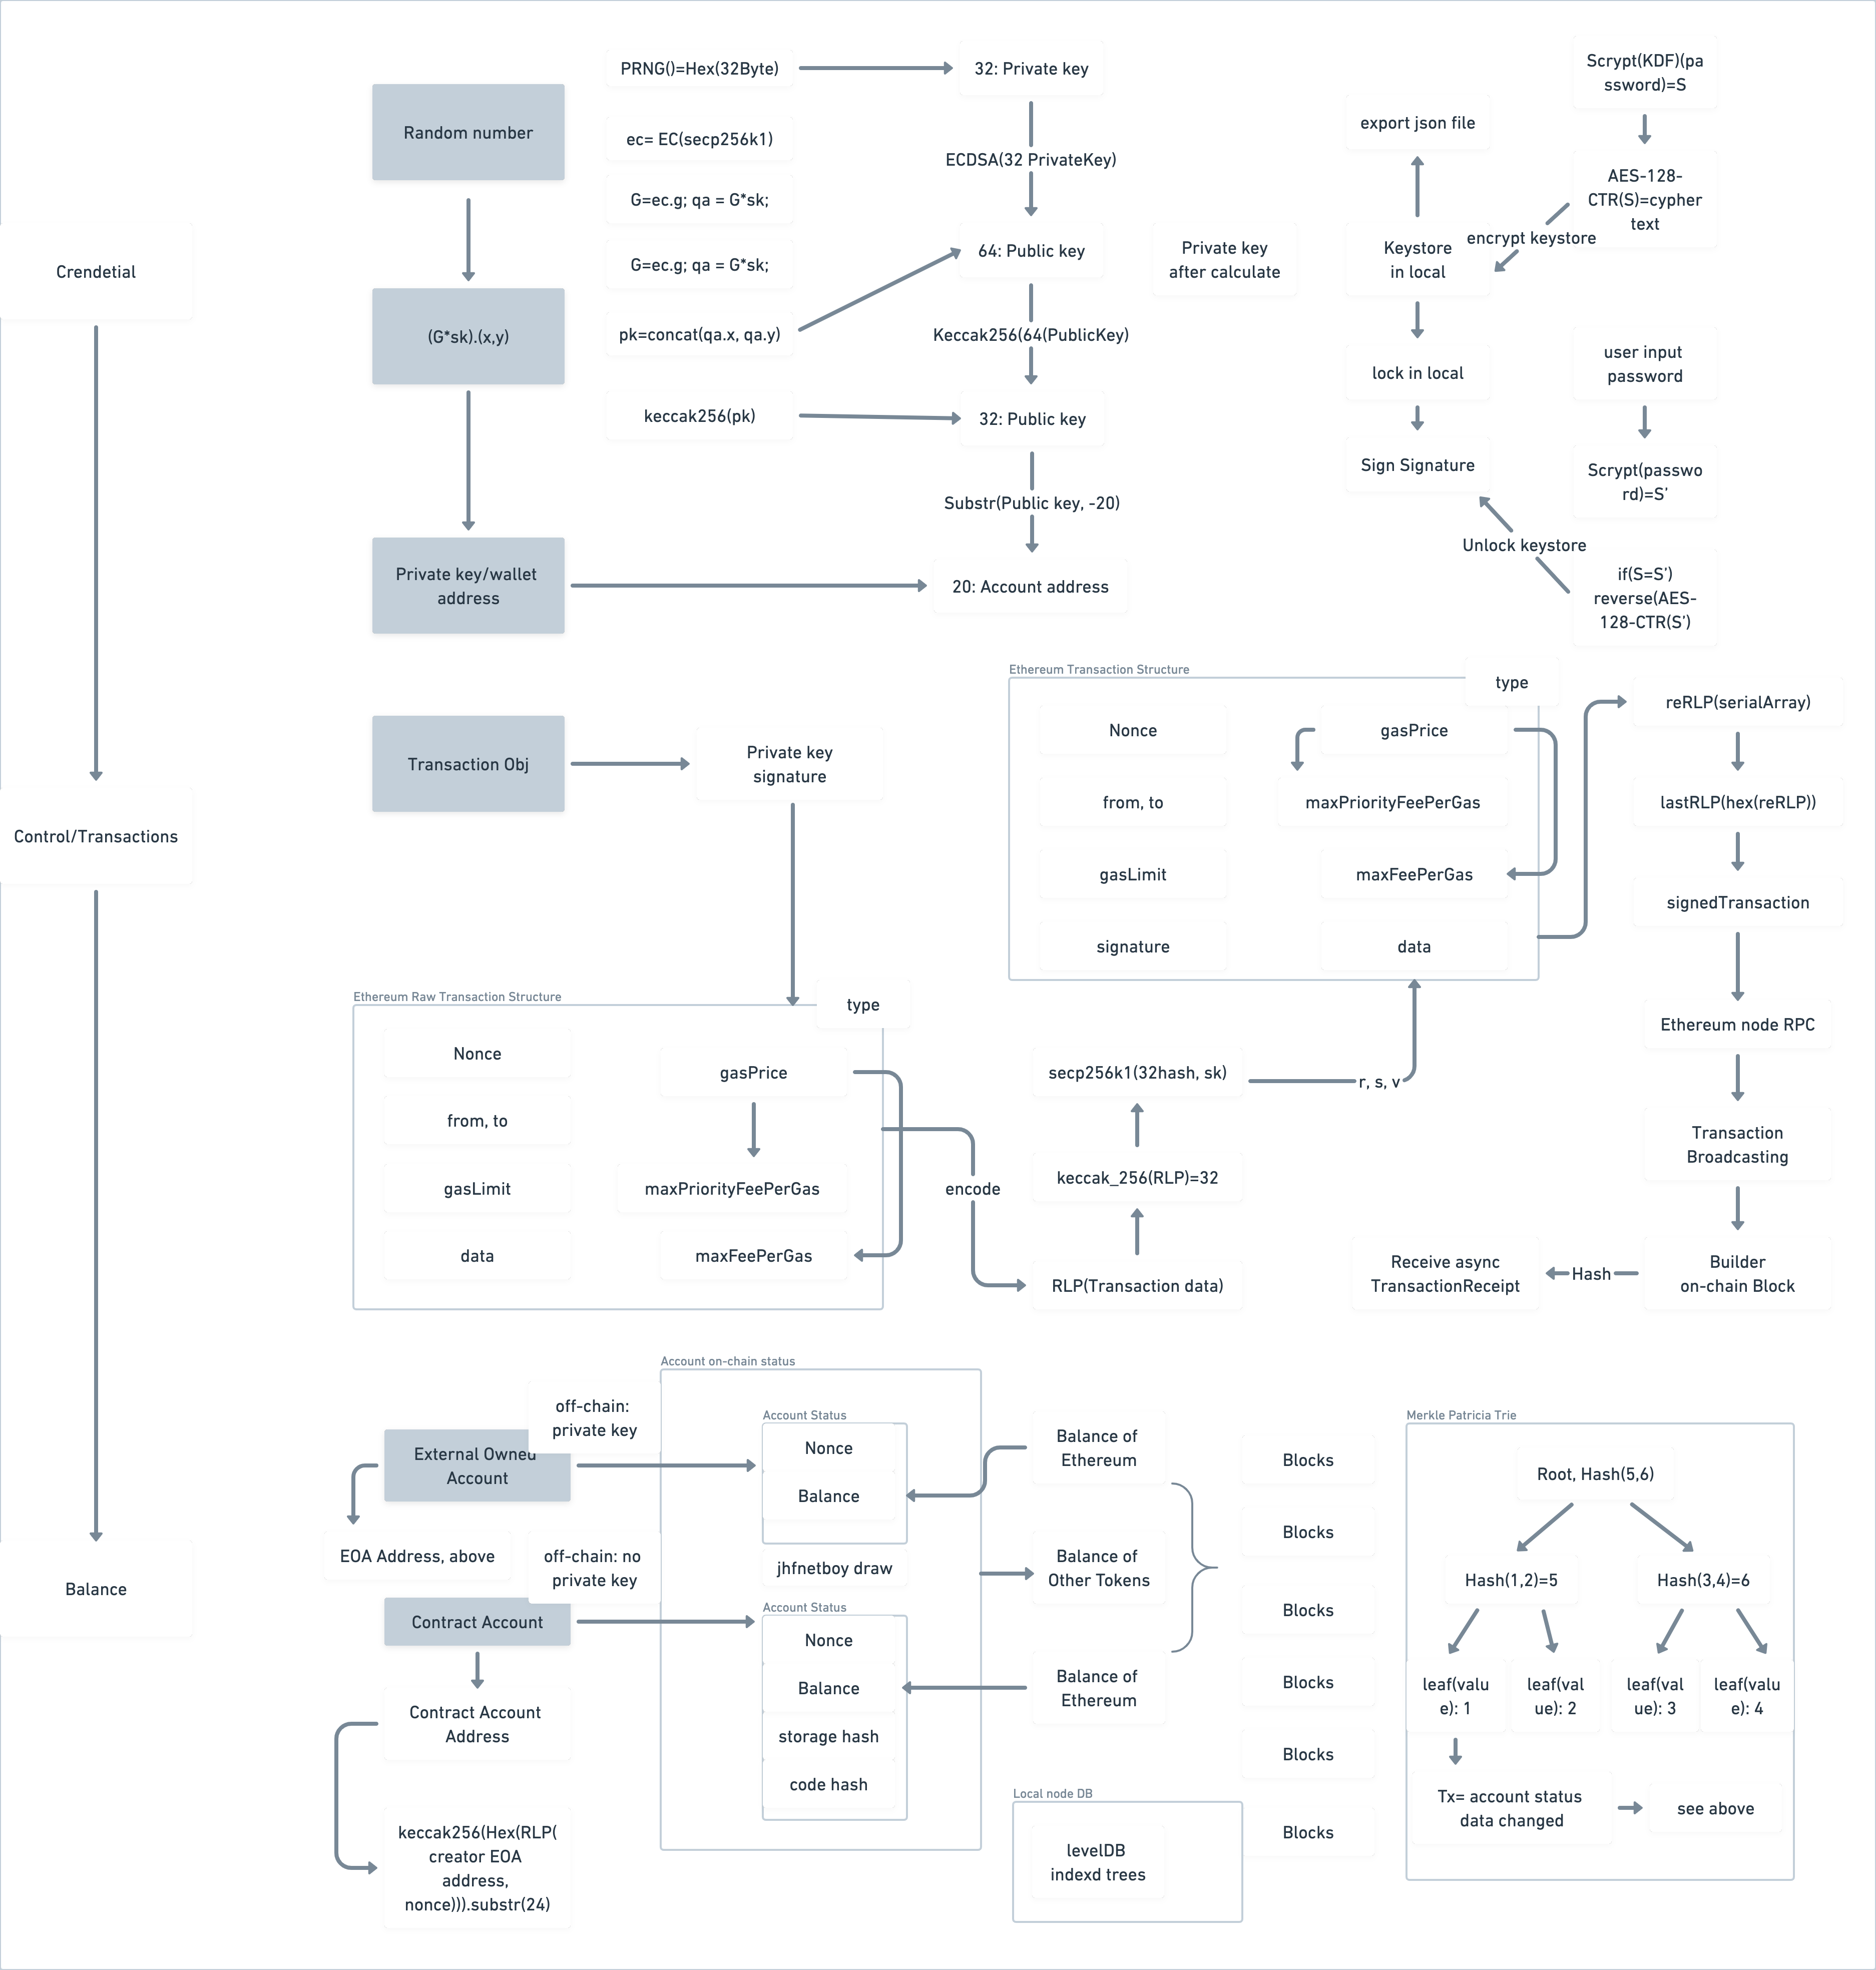 Crendetial
Control/Transactions
Balance
Random number
(G*sk).(x,y)
Private key/wallet
address
PRNG()=Hex(32Byte)
ec= EC(secp256k1)
G=ec.g; qa = G*sk;
G=ec.g; qa = G*sk;
pk=concat(qa.x, qa.y)
keccak256(pk)
32: Private key
ECDSA(32 PrivateKey)
64: Public key
Keccak256(64(PublicKey)
32: Public key
Substr(Public key, -20)
20: Account address
Private key
after calculate
export json file
Keystore
in local
lock in local
Sign Signature
Scrypt(KDF)(pa
ssword)=S
AES-128-
CTR(S)=cypher
text
encrypt keystore
user input
password
Scrypt(passwo
rd)=S’
Unlock keystore
if(S=S’)
reverse(AES-
128-CTR(S’)
Transaction Obj
Private key
signature
Ethereum Raw Transaction Structure
type
Nonce
from, to
gasLimit
data
gasPrice
maxPriorityFeePerGas
maxFeePerGas
encode
RLP(Transaction data)
keccak_256(RLP)=32
secp256k1(32hash, sk)
r, s, v
Ethereum Transaction Structure
type
Nonce
from, to
gasLimit
signature
gasPrice
maxPriorityFeePerGas
maxFeePerGas
data
reRLP(serialArray)
lastRLP(hex(reRLP))
signedTransaction
Ethereum node RPC
Transaction
Broadcasting
Builder
on-chain Block
Hash
Receive async
TransactionReceipt
off-chain:
private key
External Owned
Account
EOA Address, above
off-chain: no
private key
Contract Account
Contract Account
Address
keccak256(Hex(RLP(
creator EOA
address,
nonce))).substr(24)
Account on-chain status
Account Status
Nonce
Balance
jhfnetboy draw
Account Status
Nonce
Balance
storage hash
code hash
Balance of
Ethereum
Balance of
Other Tokens
Balance of
Ethereum
Local node DB
levelDB
indexd trees
Blocks
Blocks
Blocks
Blocks
Blocks
Blocks
Merkle Patricia Trie
Root, Hash(5,6)
Hash(1,2)=5
Hash(3,4)=6
leaf(valu
e): 1
leaf(val
ue): 2
leaf(val
ue): 3
leaf(valu
e): 4
Tx= account status
data changed
see above